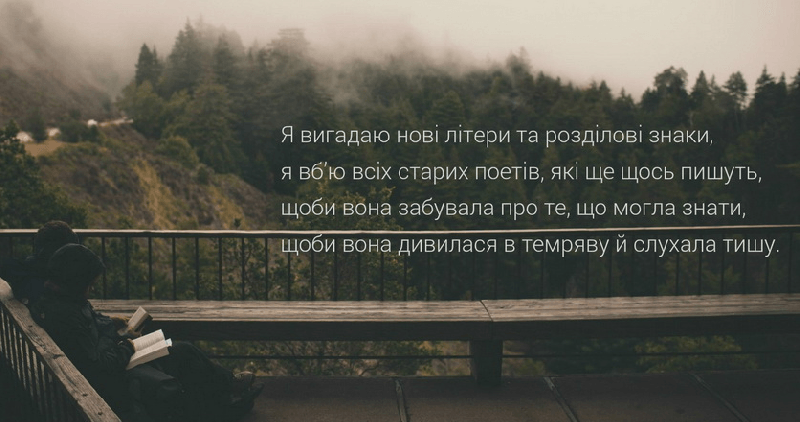 Я вигадаю нові літери та розділові знаки,
я вб'ю всіх старих поетів, які ще щось пишуть,
щоби вона забувала про те, що могла знати,
щоби вона дивилася в темряву й слухала тишу.